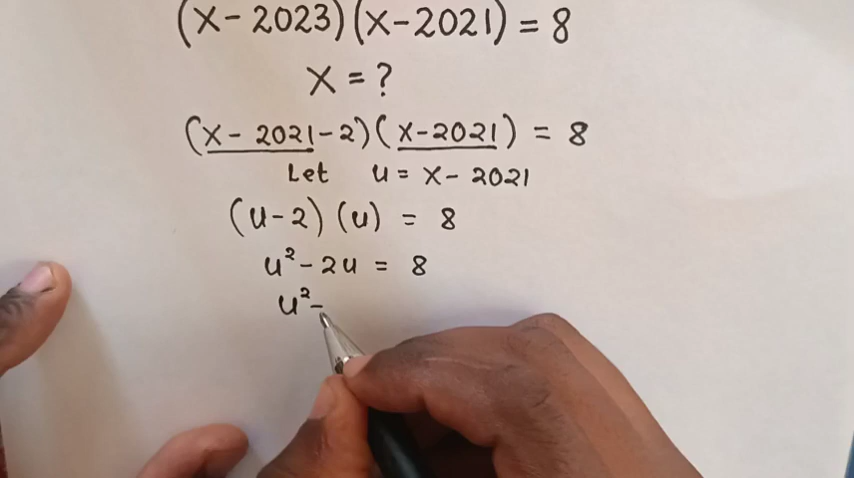 (x - 2023)(x - 2021) = 8
x = ?
(x - 2021 - 2)(x - 2021) = 8
Let u = x - 2021
(u - 2)(u) = 8
u² - 2u = 8
u² -